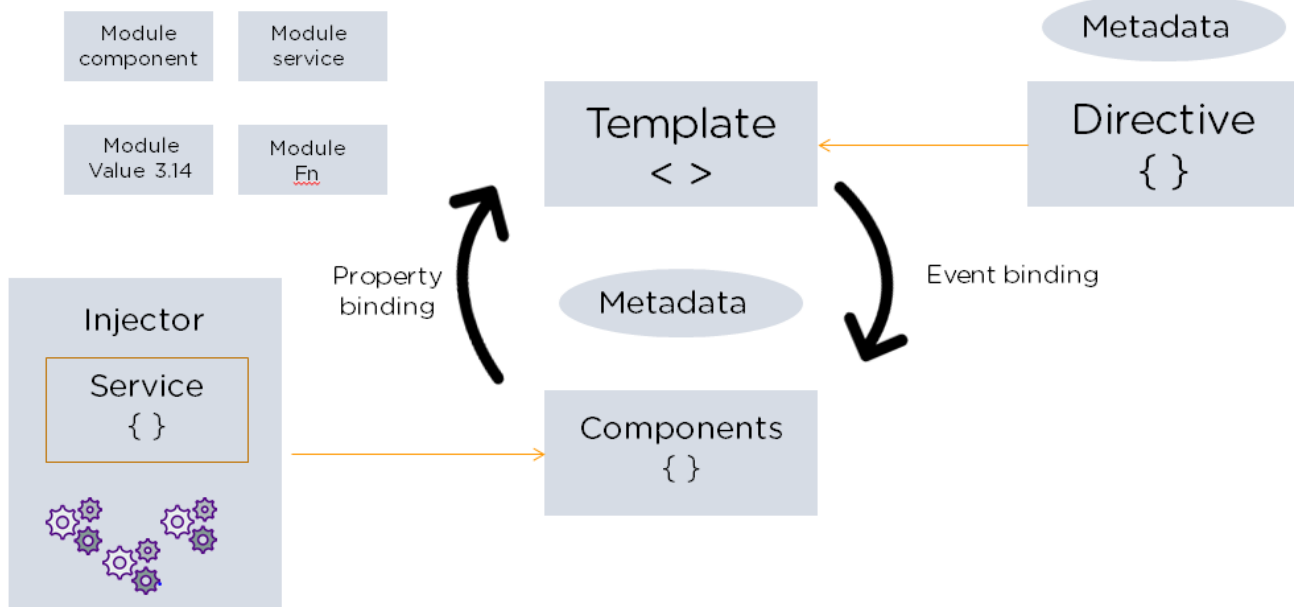 Module
component
Module
service
Module
Value 3.14
Module
Fn
Metadata
Template
< >
Directive
{ }
Property
binding
Metadata
Event binding
Injector
Service
{ }
Components
{ }